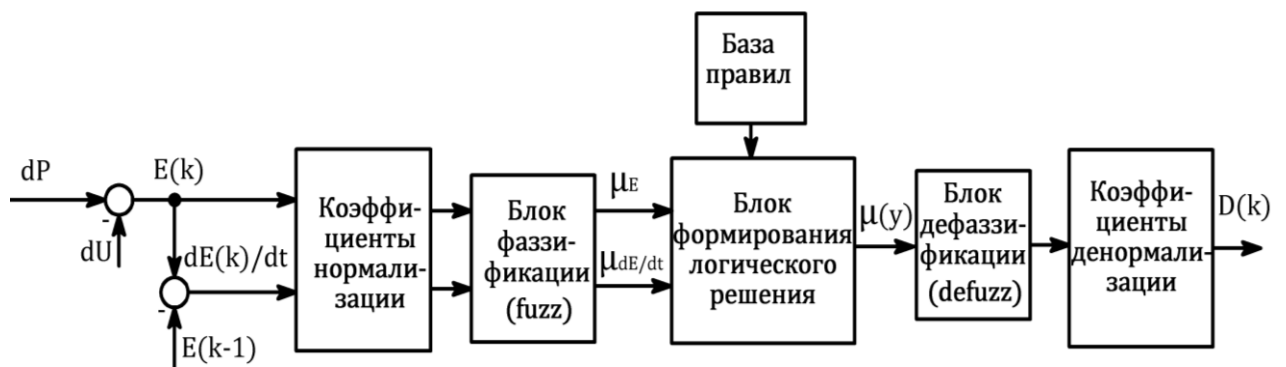 База
правил
dP
E(k)
-
dU
dE(k)/dt
-
E(k-1)
Коэффи-
циенты
нормали-
зации
Блок
фаззи-
фикации
(fuzz)
μE
μdE/dt
Блок
формирования
логического
решения
μ(y)
Блок
дефаззи-
фикации
(defuzz)
Коэффи-
циенты
денормали-
зации
D(k)